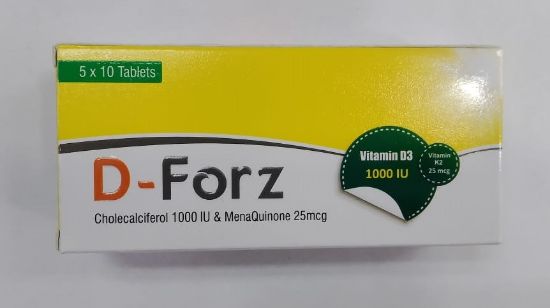 5 x 10 Tablets
D-Forz
Cholecalciferol 1000 IU & MenaQuinone 25mcg
Vitamin D3
1000 IU
Vitamin
K2
25 mcg